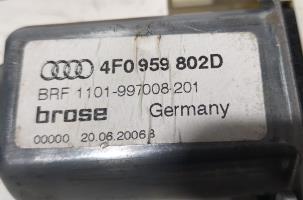 4F0 959 802D
BRF 1101-997008-201
brose Germany
00000 20.06.2006